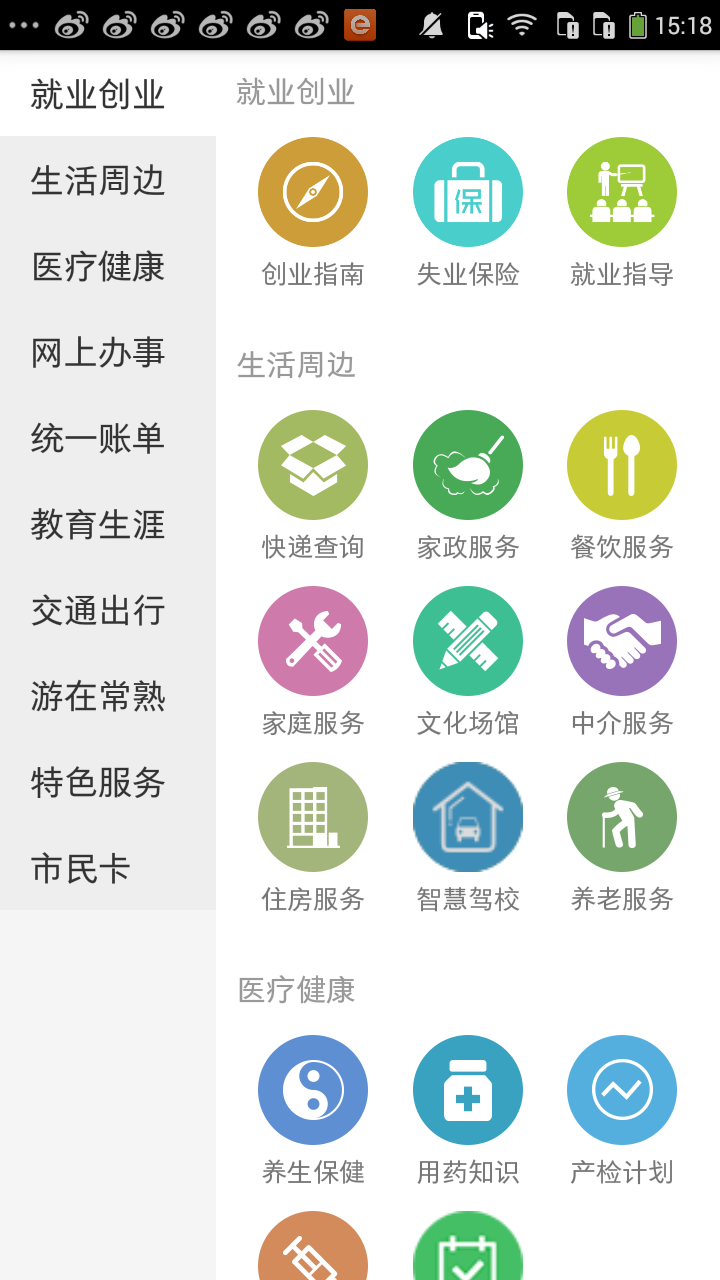 15:18
就业创业
生活周边
医疗健康
网上办事
统一账单
教育生涯
交通出行
游在常熟
特色服务
市民卡
就业创业
保
创业指南 失业保险 就业指导
生活周边
快递查询 家政服务 餐饮服务
家庭服务 文化场馆 中介服务
住房服务 智慧驾校 养老服务
医疗健康
养生保健 用药知识 产检计划